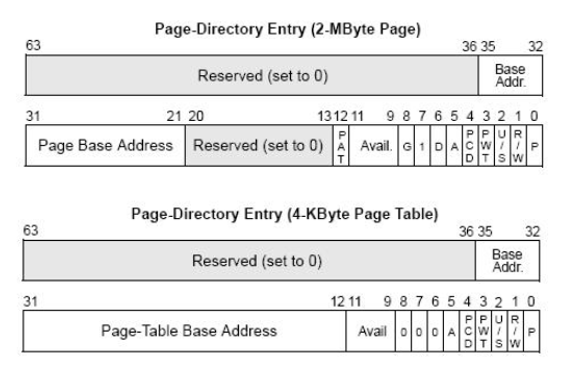 Page-Directory Entry (2-MByte Page)
63 36 35 32
Reserved (set to 0) Base Addr.
31 21 20 13 12 11 9 8 7 6 5 4 3 2 1 0
Page Base Address Reserved (set to 0) PAT Avail. G 1 D A PCD PWT U/S R/W P
Page-Directory Entry (4-KByte Page Table)
63 36 35 32
Reserved (set to 0) Base Addr.
31 12 11 9 8 7 6 5 4 3 2 1 0
Page-Table Base Address Avail 0 0 0 A PCD PWT U/S R/W P